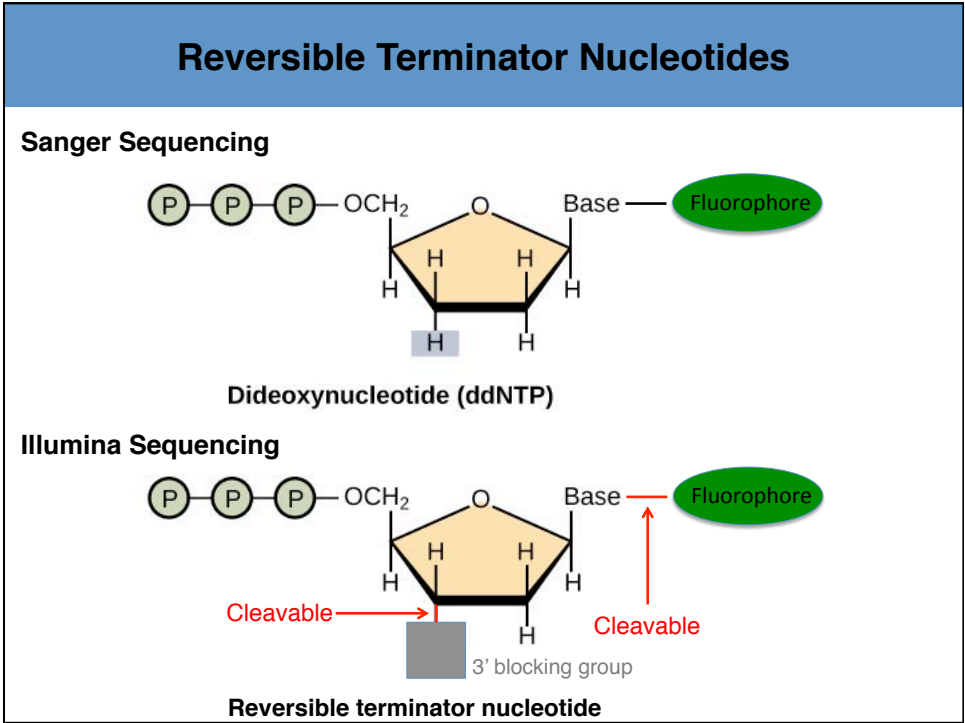 Reversible Terminator Nucleotides
Sanger Sequencing
P P P OCH2 O Base Fluorophore
H H
H H
H H
Dideoxynucleotide (ddNTP)
Illumina Sequencing
P P P OCH2 O Base Fluorophore
H H
H H
Cleavable
H Cleavable
3' blocking group
Reversible terminator nucleotide